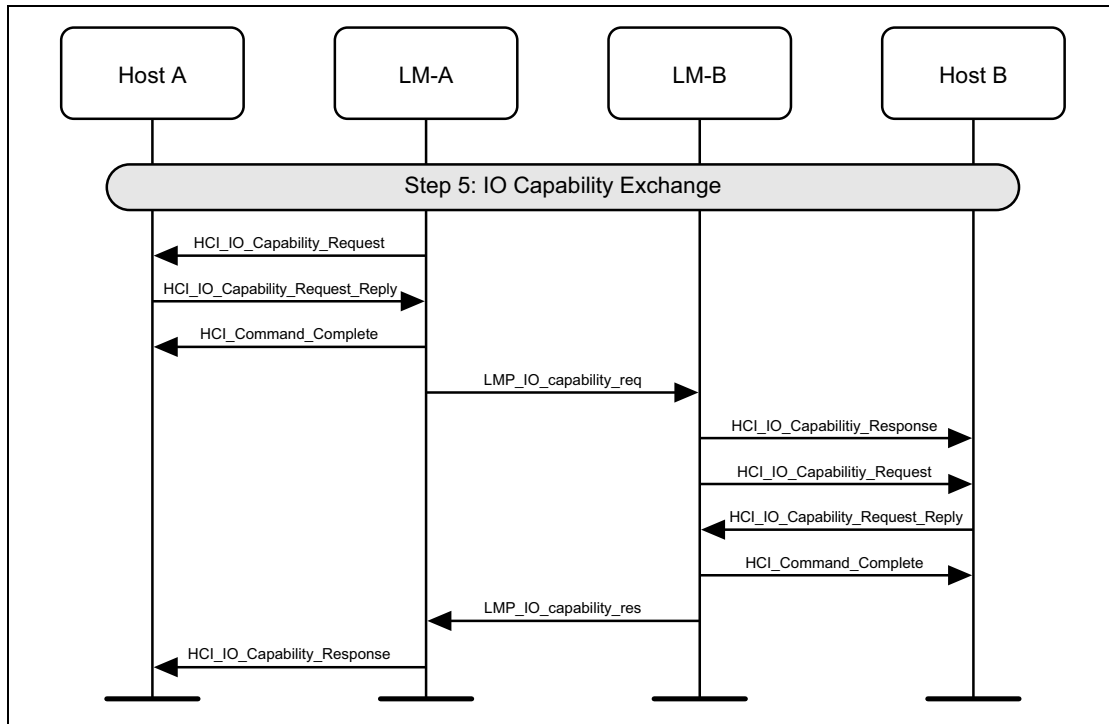 Host A
LM-A
LM-B
Host B
Step 5: IO Capability Exchange
HCI_IO_Capability_Request
HCI_IO_Capability_Request_Reply
HCI_Command_Complete
LMP_IO_capability_req
HCI_IO_Capabilitiy_Response
HCI_IO_Capabilitiy_Request
HCI_IO_Capability_Request_Reply
HCI_Command_Complete
LMP_IO_capability_res
HCI_IO_Capability_Response